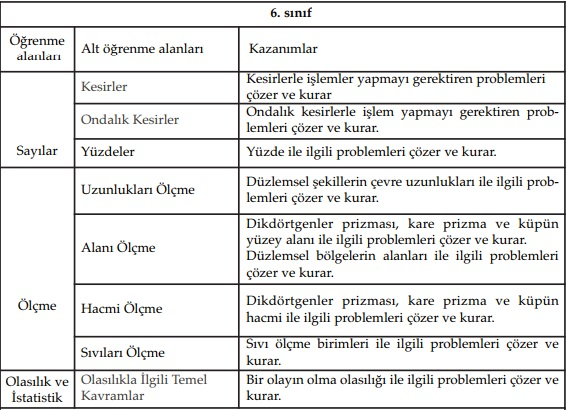 6. sınıf
Öğrenme
alanları
Alt öğrenme alanları
Kazanımlar
Sayılar
Kesirler
Kesirlerle işlemler yapmayı gerektiren problemleri
çözer ve kurar
Ondalık Kesirler
Ondalık kesirlerle işlem yapmayı gerektiren prob-
lemleri çözer ve kurar.
Yüzdeler
Yüzde ile ilgili problemleri çözer ve kurar.
Ölçme
Uzunlukları Ölçme
Düzlemsel şekillerin çevre uzunlukları ile ilgili prob-
lemleri çözer ve kurar.
Alanı Ölçme
Dikdörtgenler prizması, kare prizma ve küpün
yüzey alanı ile ilgili problemleri çözer ve kurar.
Düzlemsel bölgelerin alanları ile ilgili problemleri
çözer ve kurar.
Hacmi Ölçme
Dikdörtgenler prizması, kare prizma ve küpün
hacmi ile ilgili problemleri çözer ve kurar.
Sıvıları Ölçme
Sıvı ölçme birimleri ile ilgili problemleri çözer ve
kurar.
Olasılık ve
İstatistik
Olasılıkla İlgili Temel
Kavramlar
Bir olayın olma olasılığı ile ilgili problemleri çözer ve
kurar.